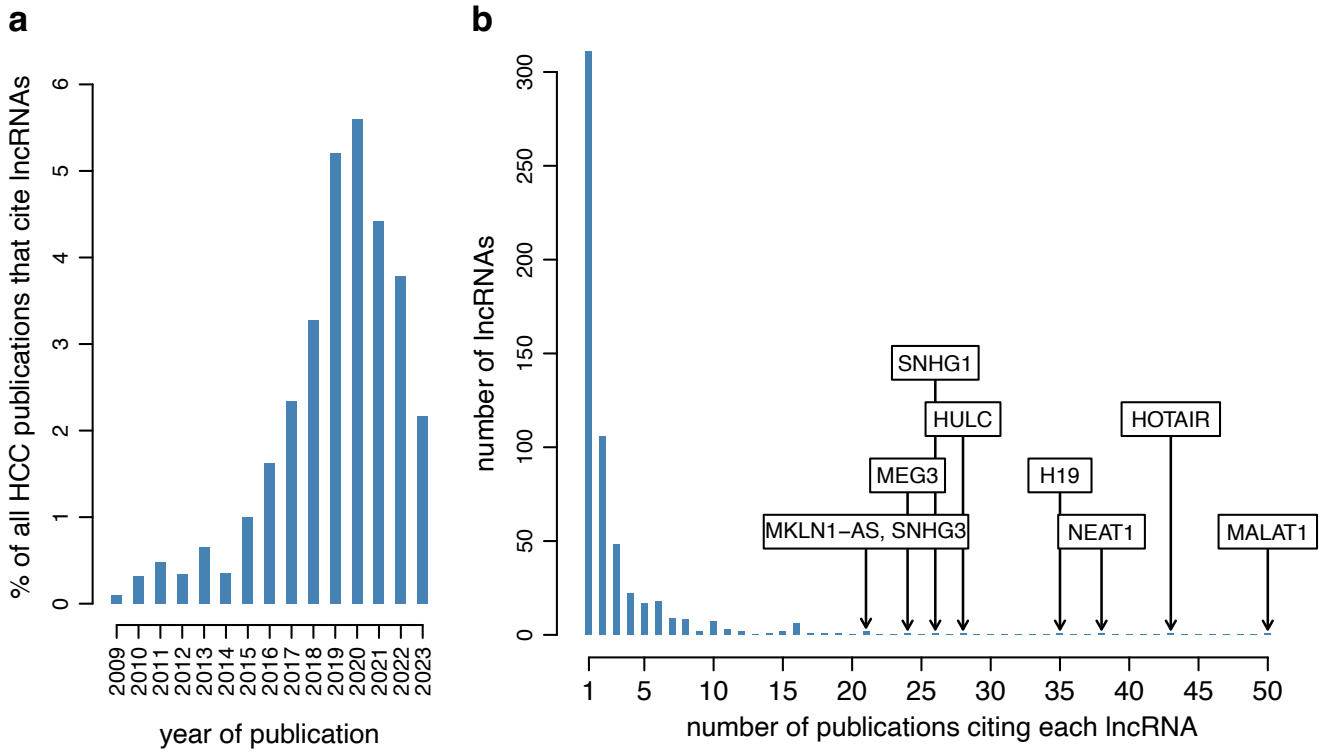 a
% of all HCC publications that cite lncRNAs
0
1
2
3
4
5
6
2009
2010
2011
2012
2013
2014
2015
2016
2017
2018
2019
2020
2021
2022
2023
year of publication
b
number of lncRNAs
0
50
100
150
200
250
300
SNHG1
HULC
HOTAIR
MEG3
H19
MKLN1−AS, SNHG3
NEAT1
MALAT1
1
5
10
15
20
25
30
35
40
45
50
number of publications citing each lncRNA